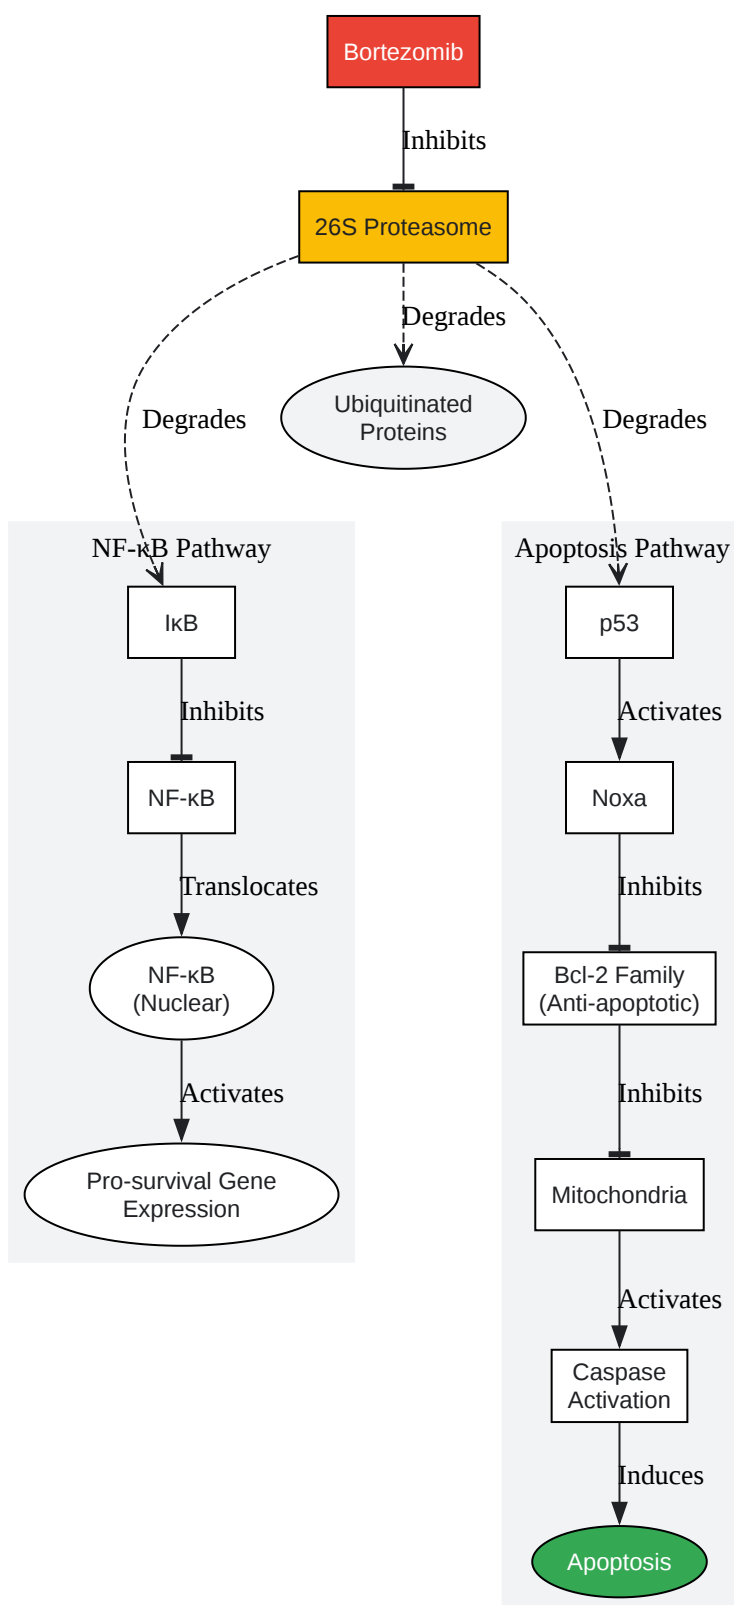 Bortezomib
Inhibits
26S Proteasome
Degrades
Ubiquitinated
Proteins
Degrades
Degrades
NF-κB Pathway
IκB
Inhibits
NF-κB
Translocates
NF-κB
(Nuclear)
Activates
Pro-survival Gene
Expression
Apoptosis Pathway
p53
Activates
Noxa
Inhibits
Bcl-2 Family
(Anti-apoptotic)
Inhibits
Mitochondria
Activates
Caspase
Activation
Induces
Apoptosis